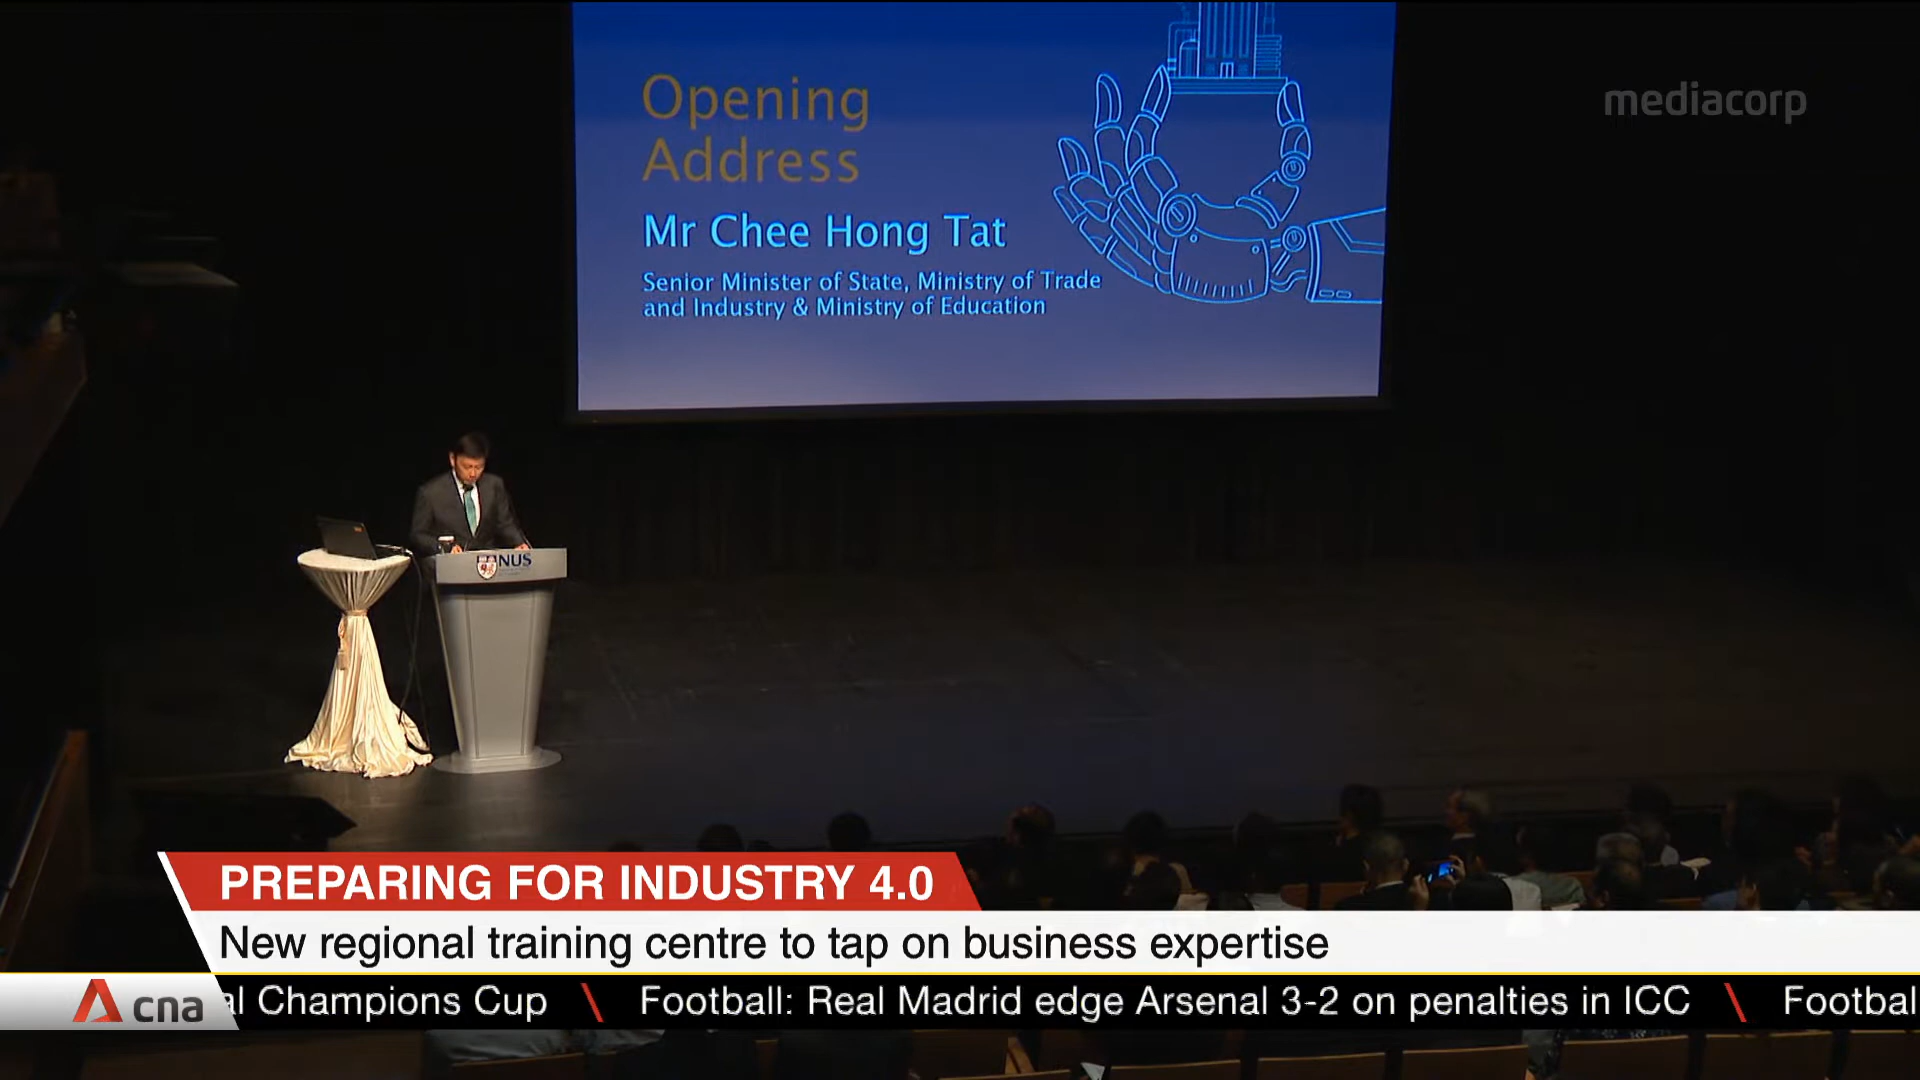 Opening
Address
mediacorp
Mr Chee Hong Tat
Senior Minister of State, Ministry of Trade
and Industry & Ministry of Education
NUS
PREPARING FOR INDUSTRY 4.0
New regional training centre to tap on business expertise
cna al Champions Cup \ Football: Real Madrid edge Arsenal 3-2 on penalties in ICC \ Footbal